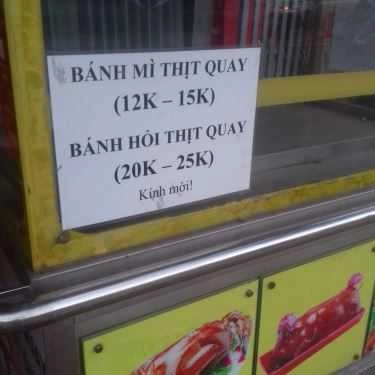 BÁNH MÌ THỊT QUAY
(12K – 15K)
BÁNH HỎI THỊT QUAY
(20K – 25K)
Kính mời!